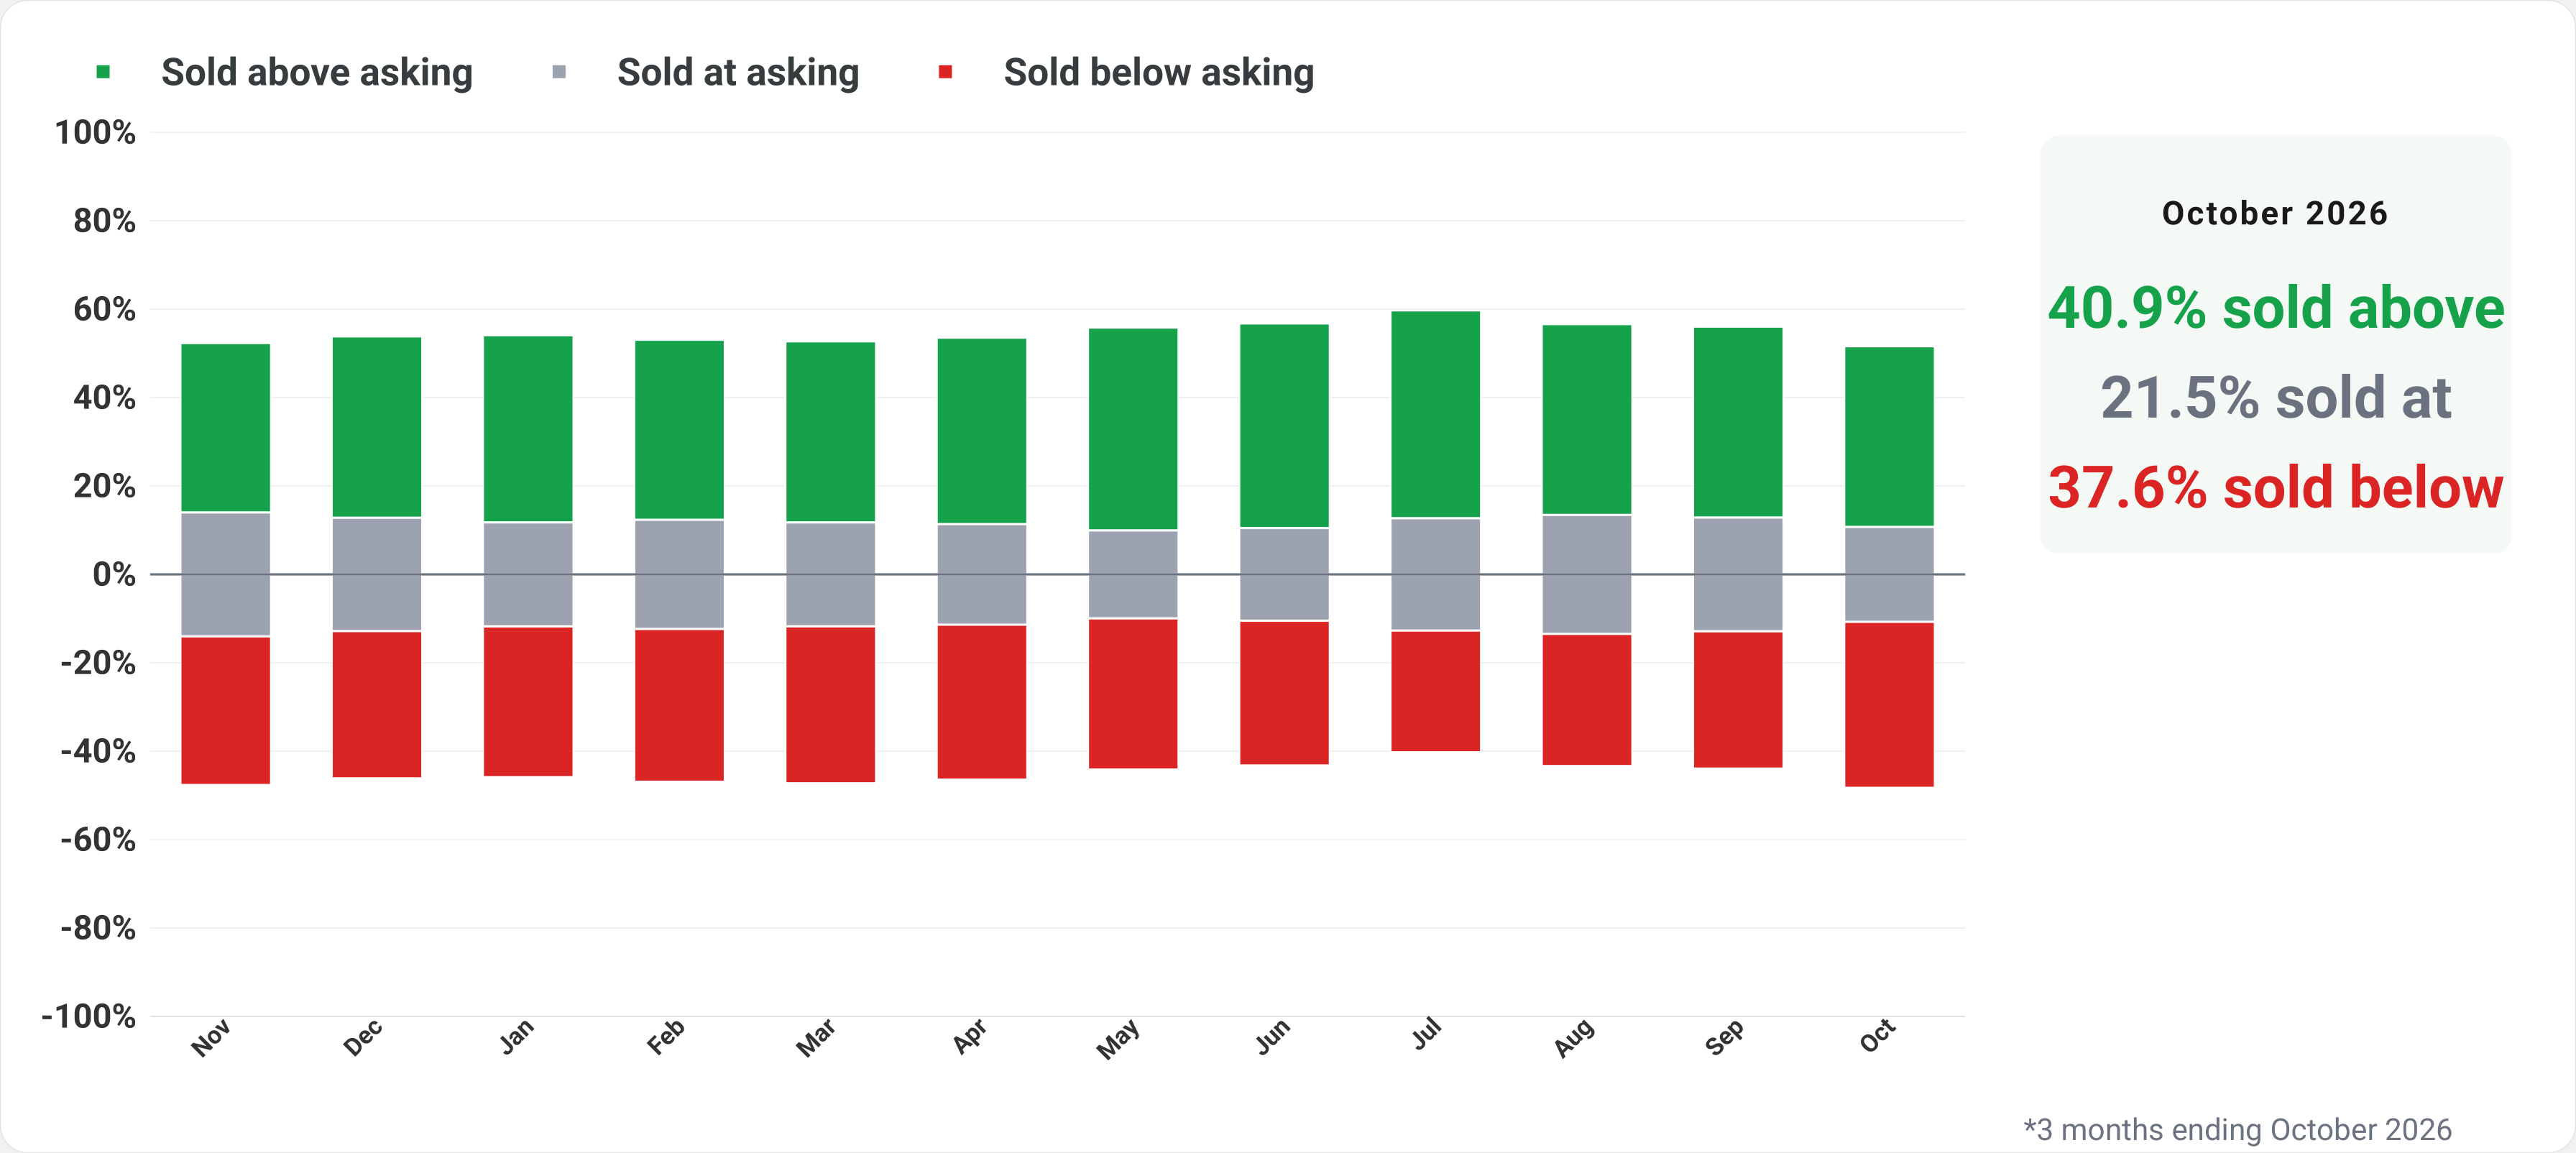 Sold above asking Sold at asking Sold below asking
100%
80%
60%
40%
20%
0%
-20%
-40%
-60%
-80%
-100%
Nov Dec Jan Feb Mar Apr May Jun Jul Aug Sep Oct
October 2026
40.9% sold above
21.5% sold at
37.6% sold below
*3 months ending October 2026